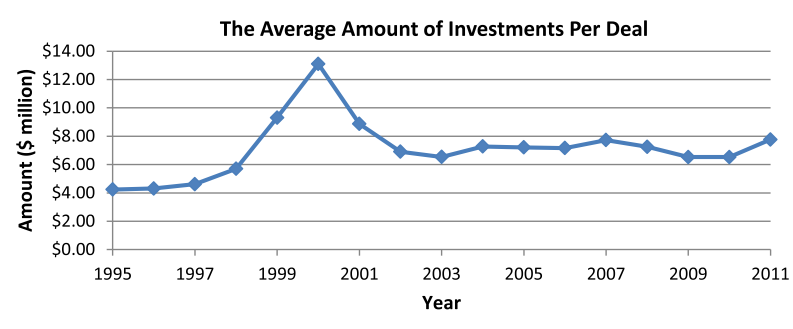 The Average Amount of Investments Per Deal
$14.00
$12.00
$10.00
$8.00
$6.00
$4.00
$2.00
$0.00
Amount ($ million)
1995 1997 1999 2001 2003 2005 2007 2009 2011
Year